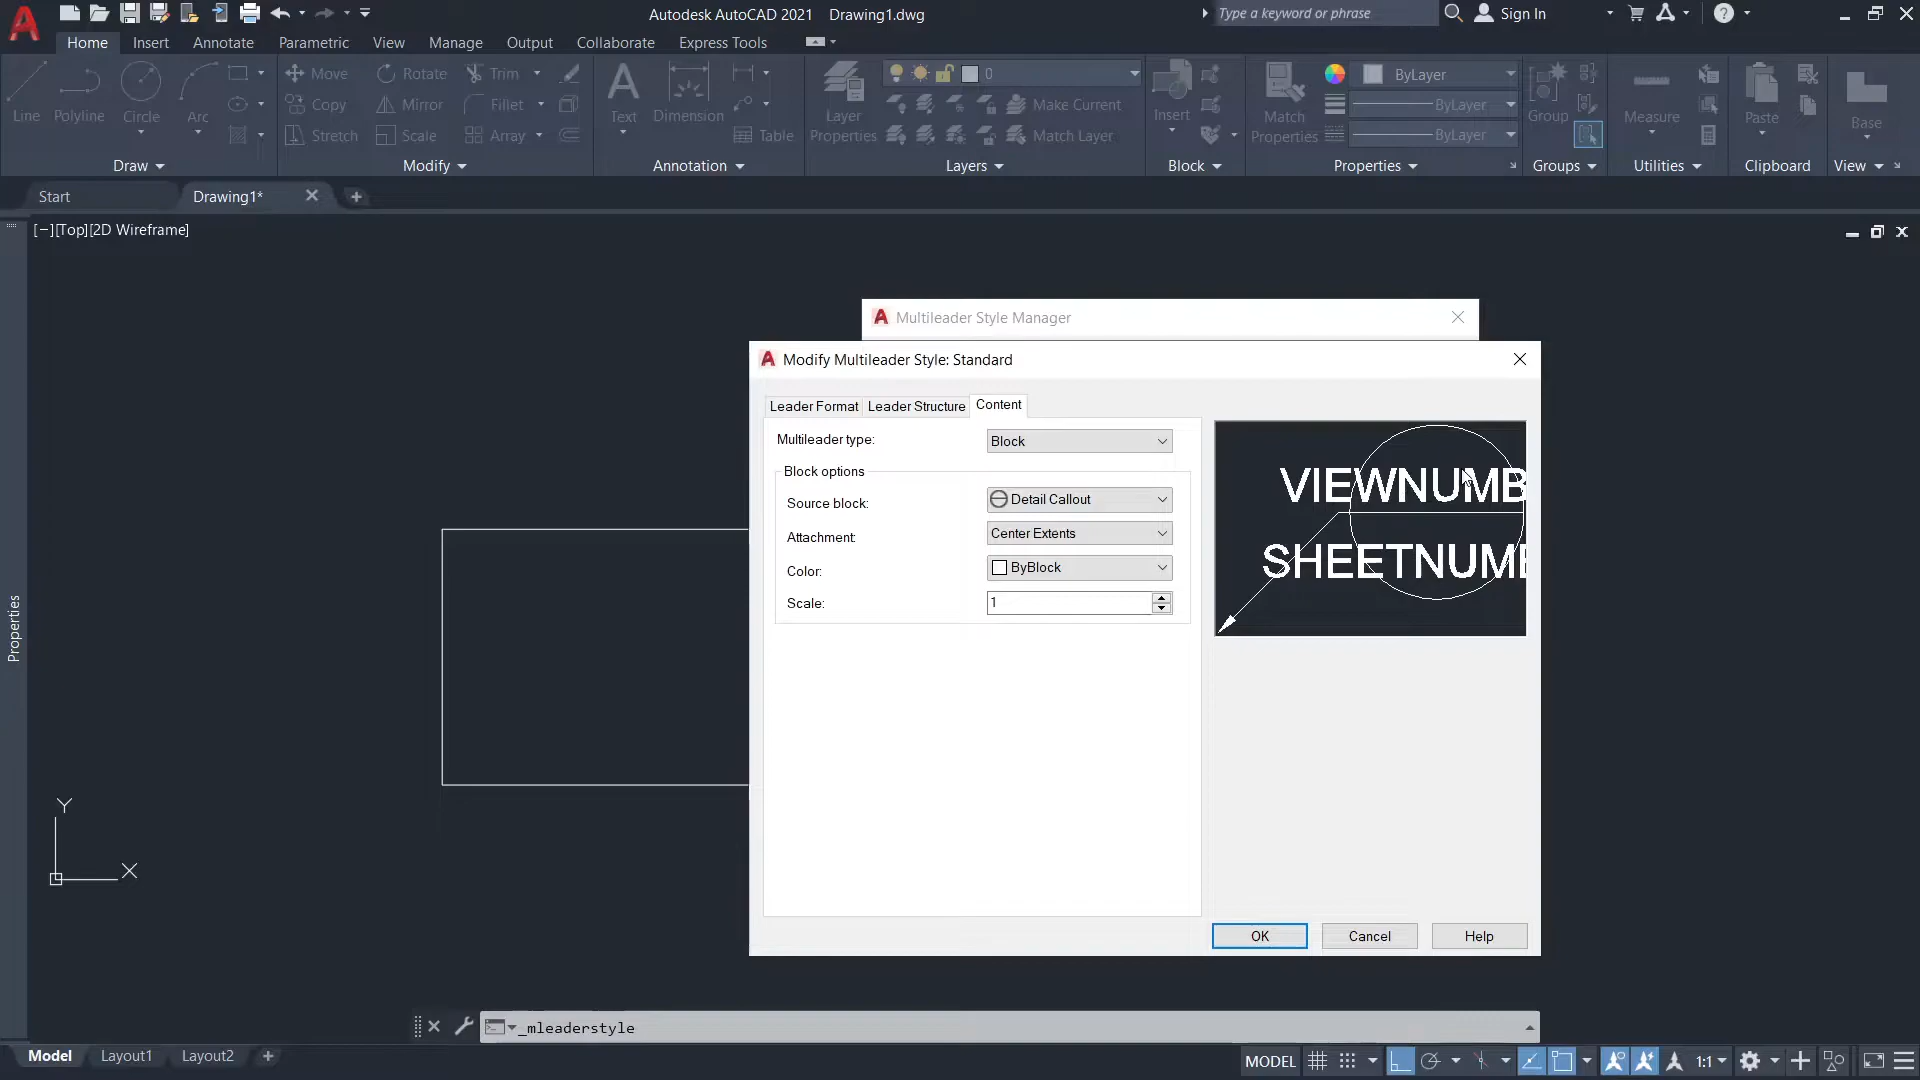 Autodesk AutoCAD 2021 Drawing1.dwg
Type a keyword or phrase
Sign In
Home Insert Annotate Parametric View Manage Output Collaborate Express Tools
Line Polyline Circle Arc
Move Rotate Trim
Copy Mirror Fillet
Stretch Scale Array
Text Dimension Table
Layer Properties
0
Make Current
Match Layer
Insert
Match Properties
ByLayer
ByLayer
ByLayer
Group
Measure
Paste
Base
Draw Modify Annotation Layers Block Properties Groups Utilities Clipboard View
Start Drawing1*
[−][Top][2D Wireframe]
Properties
Multileader Style Manager
Modify Multileader Style: Standard
Leader Format Leader Structure Content
Multileader type: Block
Block options
Source block: Detail Callout
Attachment: Center Extents
Color: ByBlock
Scale: 1
VIEWNUMB
SHEETNUME
OK Cancel Help
Y
X
_mleaderstyle
Model Layout1 Layout2
MODEL 1:1